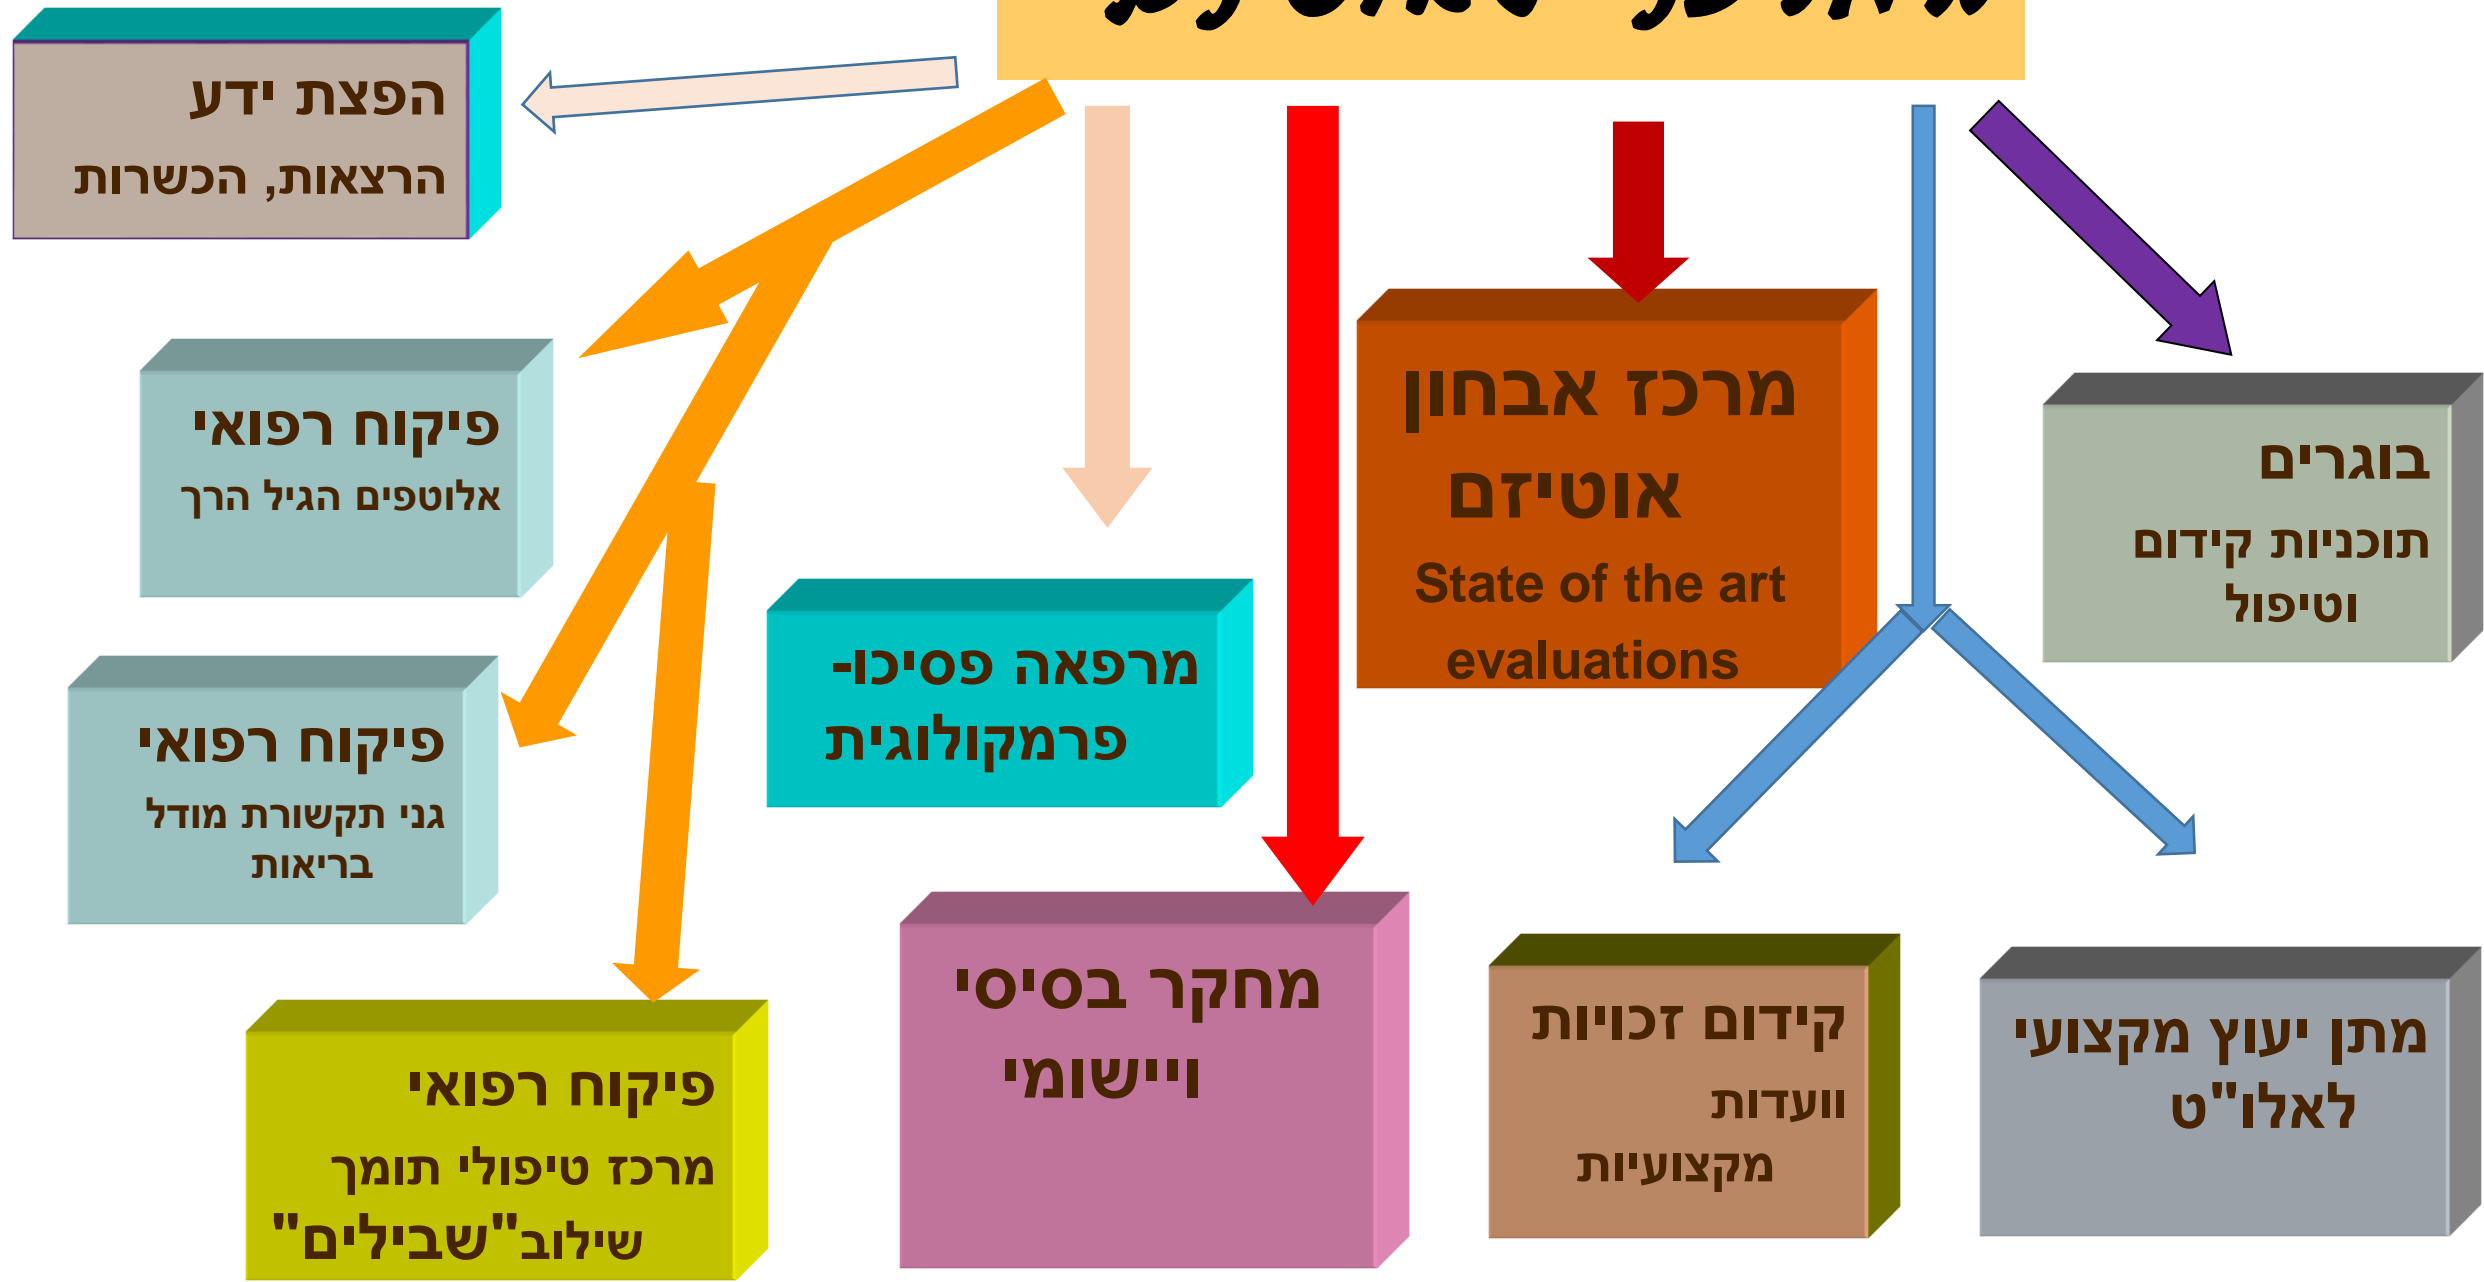 הפצת ידע
הרצאות, הכשרות
פיקוח רפואי
אלוטפים הגיל הרך
פיקוח רפואי
גני תקשורת מודל
בריאות
פיקוח רפואי
מרכז טיפולי תומך
שילוב"שבילים"
מרפאה פסיכו-
פרמקולוגית
מחקר בסיסי
ויישומי
מרכז אבחון
אוטיזם
State of the art
evaluations
קידום זכויות
וועדות
מקצועיות
בוגרים
תוכניות קידום
וטיפול
מתן יעוץ מקצועי
לאלו"ט